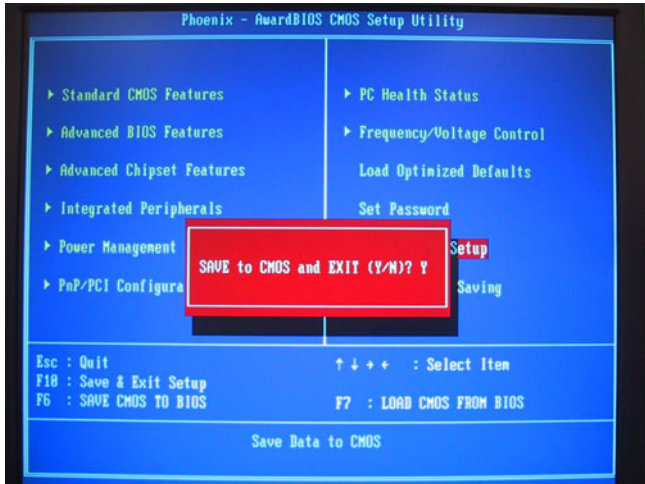 Phoenix - AwardBIOS CMOS Setup Utility
▶ Standard CMOS Features
▶ Advanced BIOS Features
▶ Advanced Chipset Features
▶ Integrated Peripherals
▶ Power Management
▶ PnP/PCI Configura
▶ PC Health Status
▶ Frequency/Voltage Control
Load Optimized Defaults
Set Password
Setup
Saving
SAVE to CMOS and EXIT (Y/N)? Y
Esc : Quit
F10 : Save & Exit Setup
F6 : SAVE CMOS TO BIOS
↑ ↓ → ← : Select Item
F7 : LOAD CMOS FROM BIOS
Save Data to CMOS